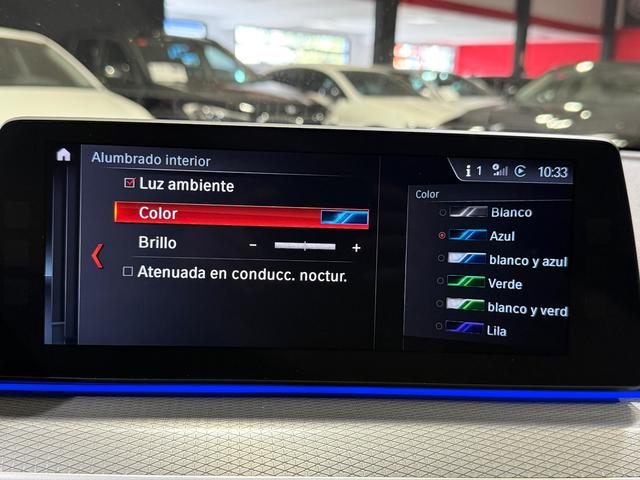 Alumbrado interior
1 10:33
Luz ambiente
Color
Brillo - +
Atenuada en conducc. noctur.
Color
Blanco
Azul
blanco y azul
Verde
blanco y verd
Lila